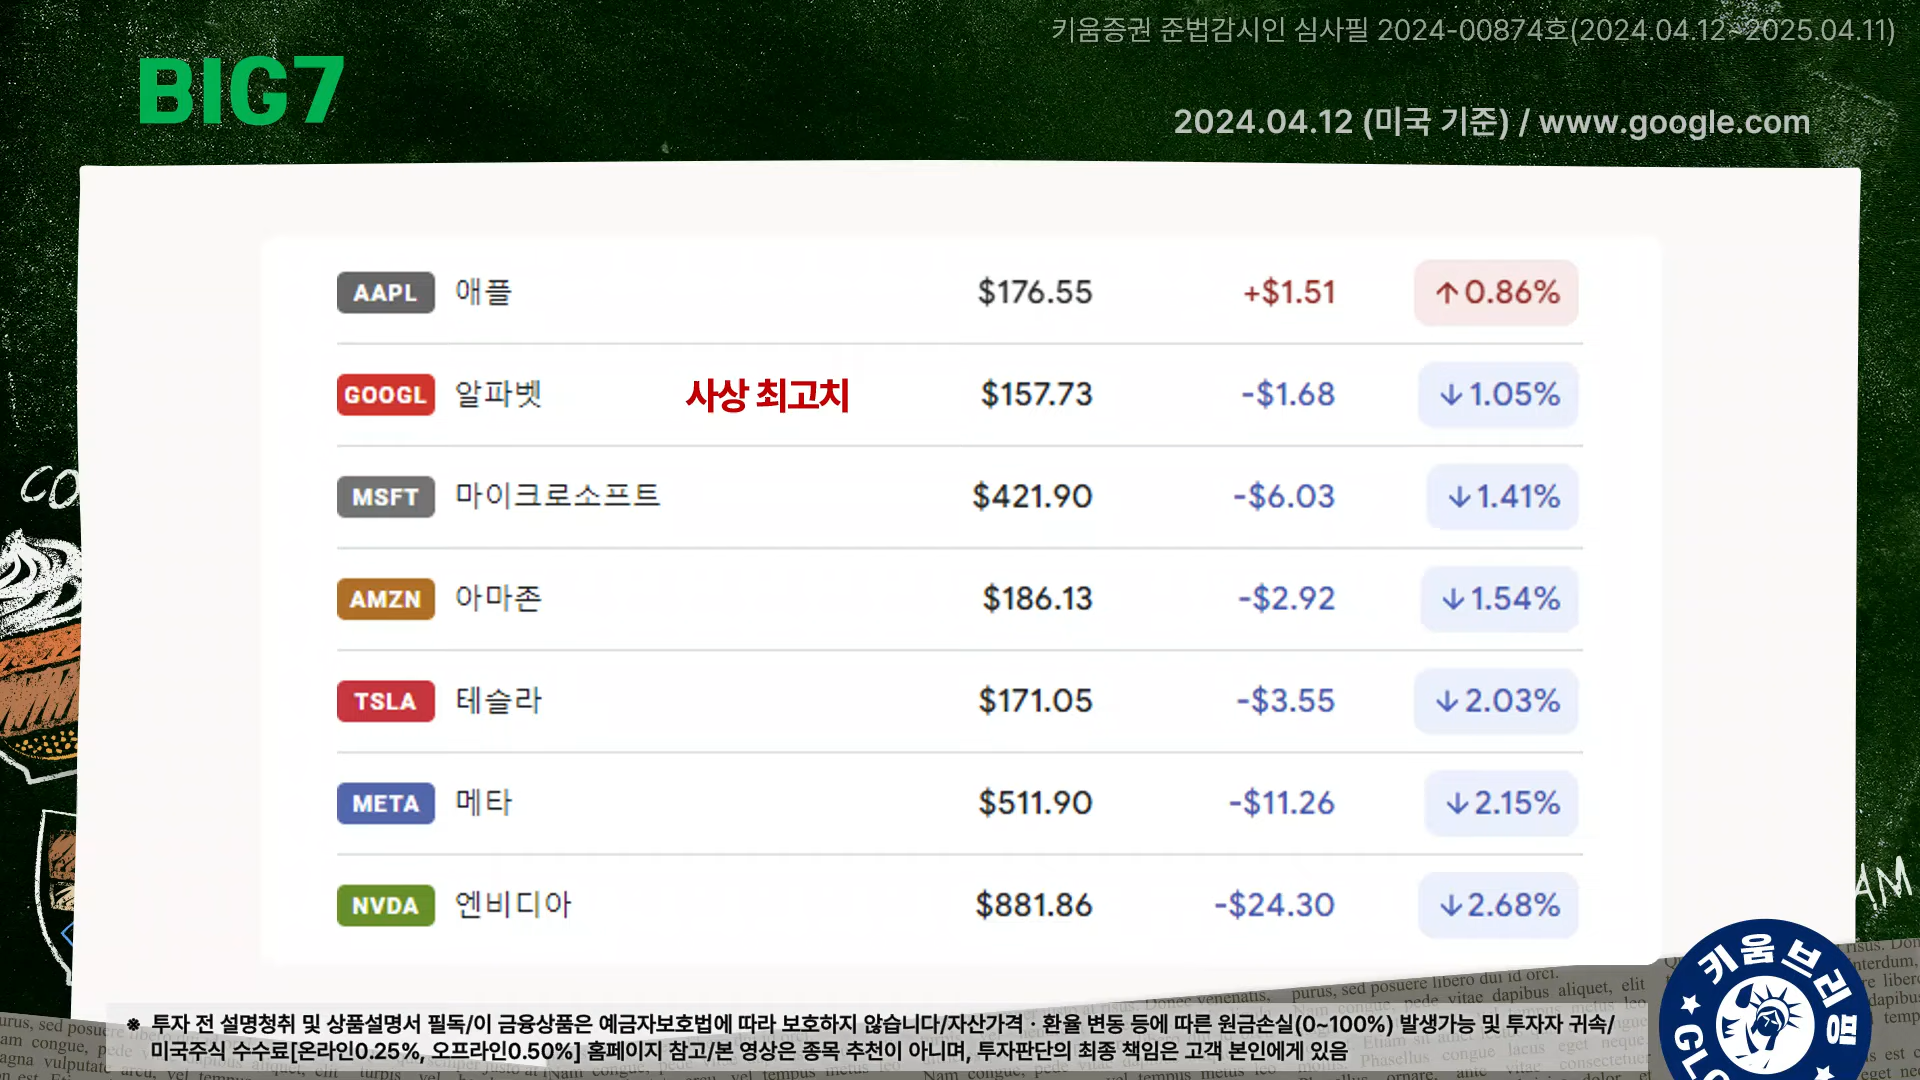 키움증권 준법감시인 심사필 2024-00874호(2024.04.12~2025.04.11)
BIG7
2024.04.12 (미국 기준) / www.google.com
AAPL 애플 $176.55 +$1.51 ↑0.86%
GOOGL 알파벳 사상 최고치 $157.73 -$1.68 ↓1.05%
MSFT 마이크로소프트 $421.90 -$6.03 ↓1.41%
AMZN 아마존 $186.13 -$2.92 ↓1.54%
TSLA 테슬라 $171.05 -$3.55 ↓2.03%
META 메타 $511.90 -$11.26 ↓2.15%
NVDA 엔비디아 $881.86 -$24.30 ↓2.68%
키움브리핑
※ 투자 전 설명청취 및 상품설명서 필독/이 금융상품은 예금자보호법에 따라 보호하지 않습니다/자산가격 · 환율 변동 등에 따른 원금손실(0~100%) 발생가능 및 투자자 귀속/
미국주식 수수료[온라인0.25%, 오프라인0.50%] 홈페이지 참고/본 영상은 종목 추천이 아니며, 투자판단의 최종 책임은 고객 본인에게 있음